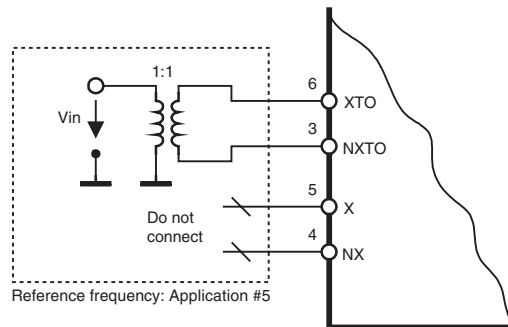 1:1
Vin
6
XTO
3
NXTO
5
X
Do not
connect
4
NX
Reference frequency: Application #5